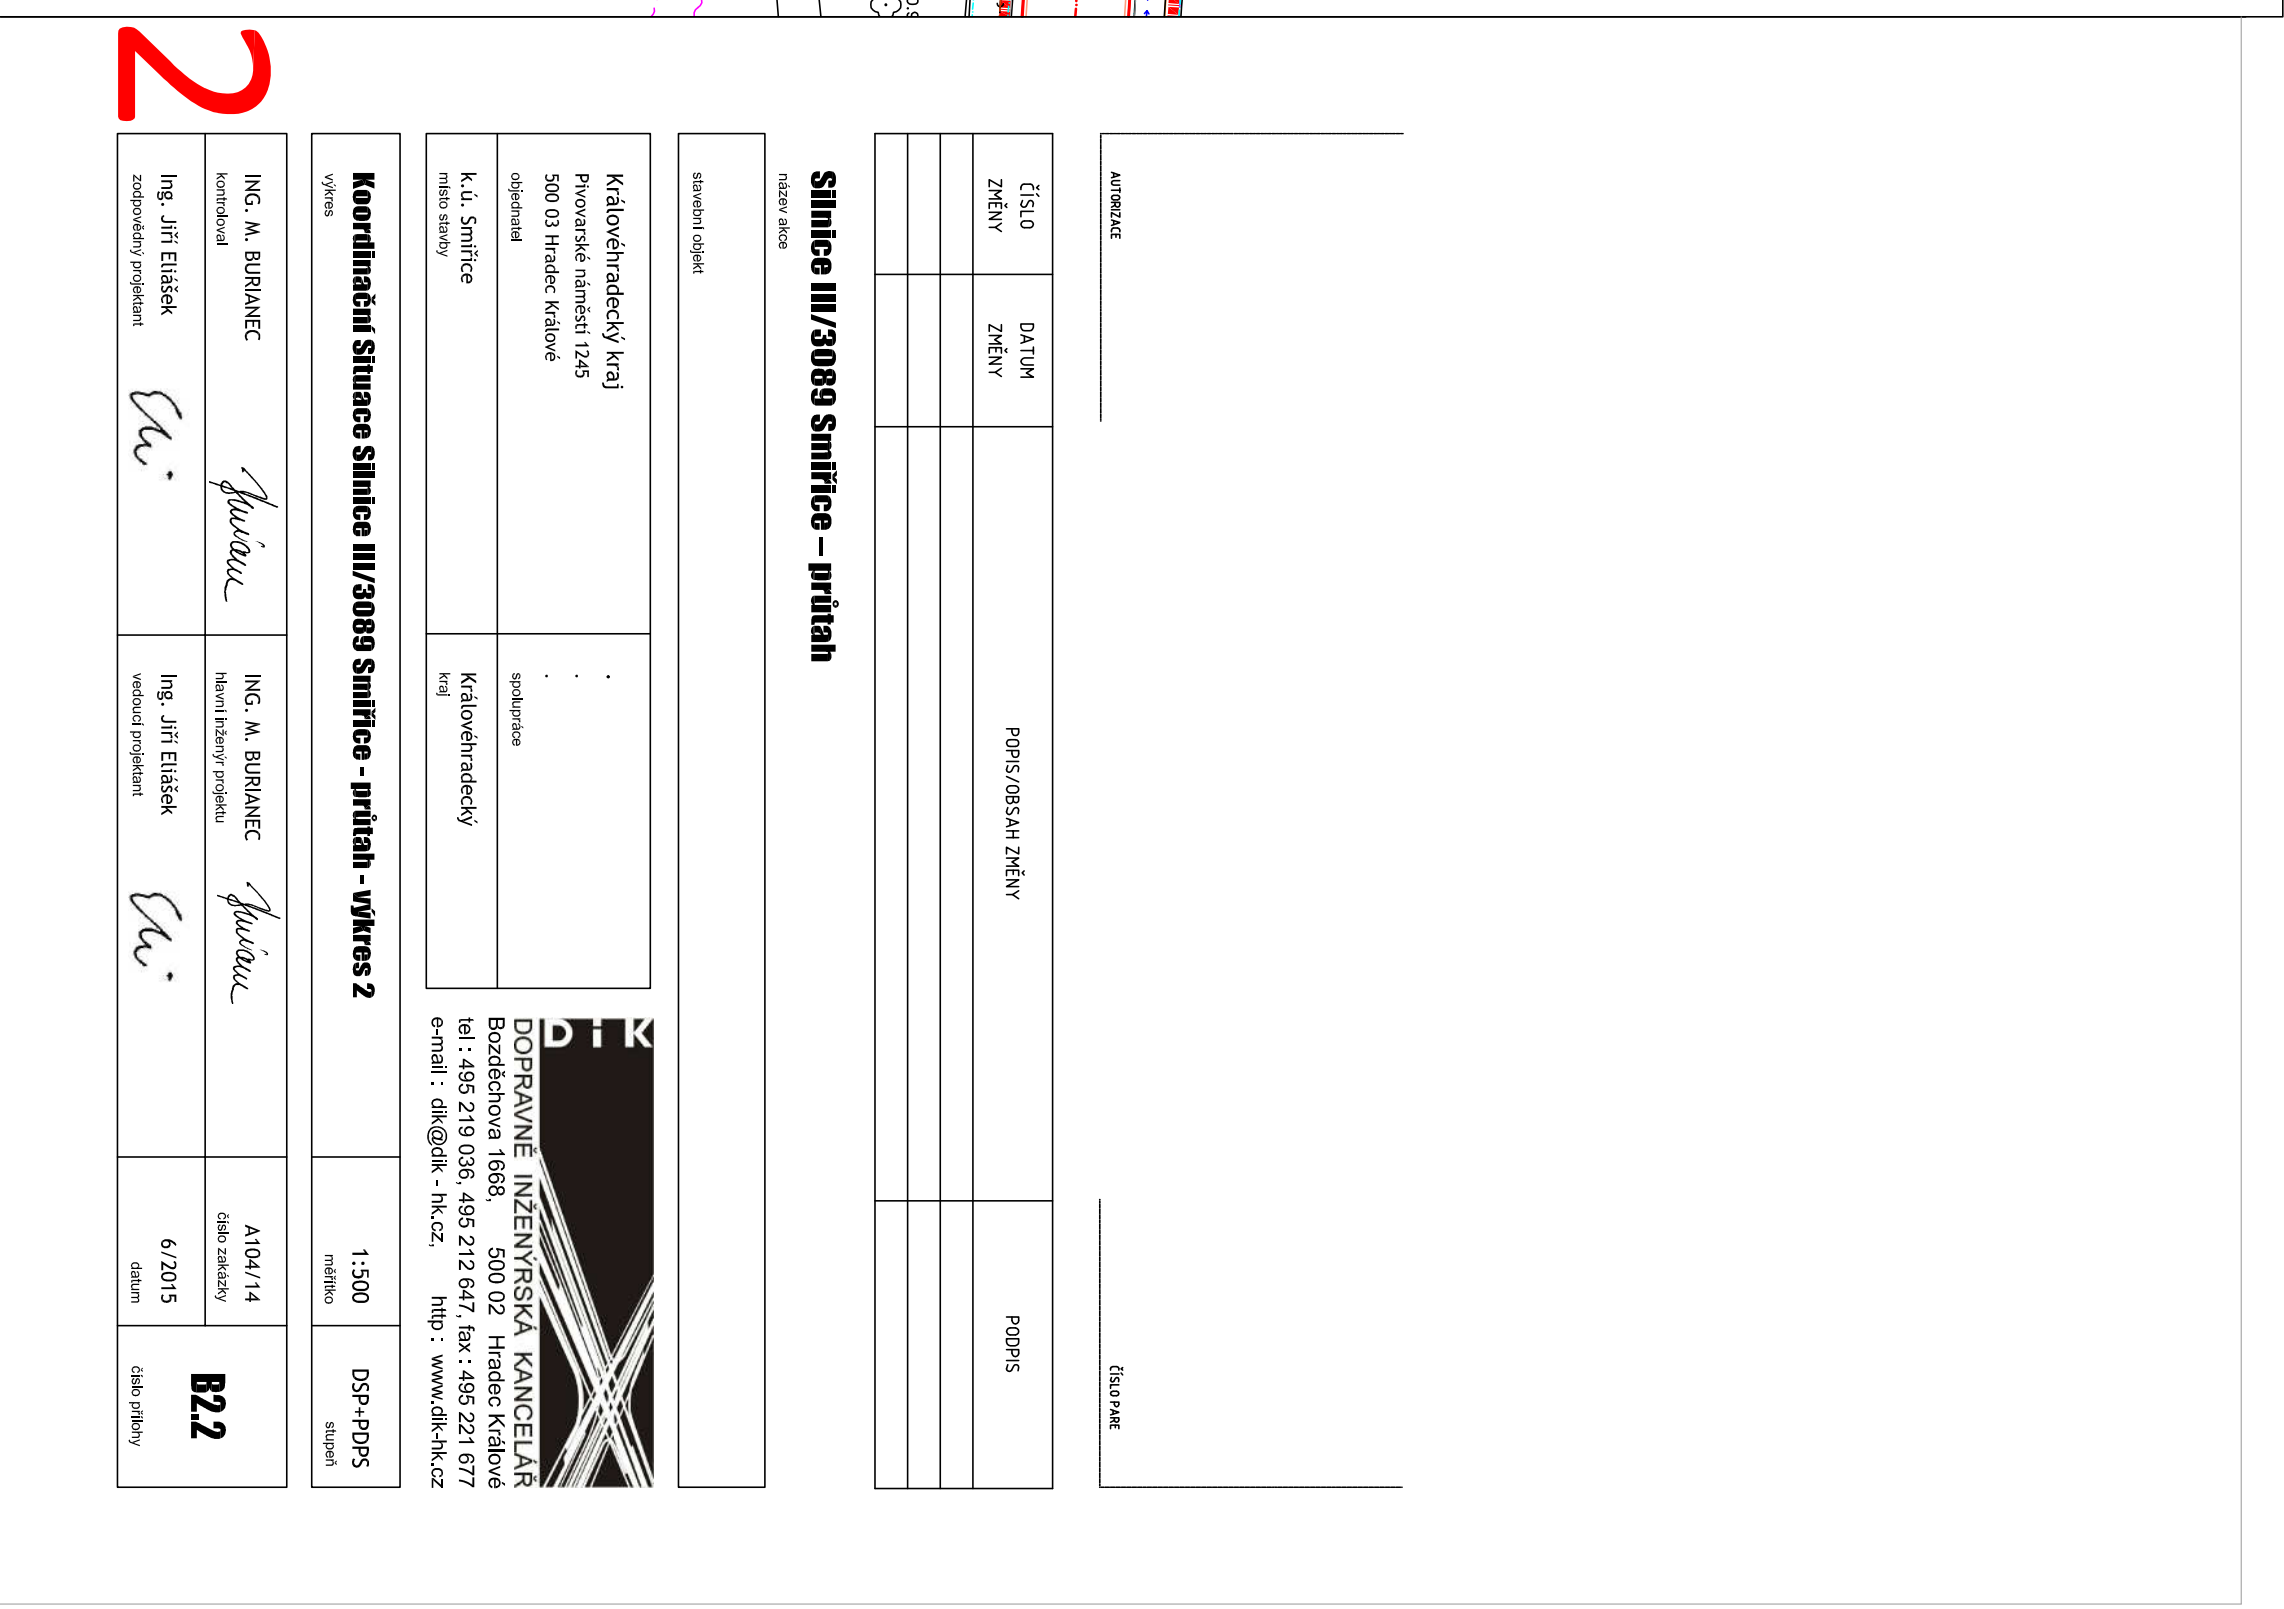 AUTORIZACE
ČÍSLO PARE
ČÍSLO ZMĚNY
DATUM ZMĚNY
POPIS/OBSAH ZMĚNY
PODPIS
Silnice III/3089 Smiřice – průtah
název akce
stavební objekt
Královéhradecký kraj
Pivovarské náměstí 1245
500 03 Hradec Králové
objednatel
.
.
.
spolupráce
k.ú. Smiřice
místo stavby
Královéhradecký
kraj
DiK
DOPRAVNĚ INŽENÝRSKÁ KANCELÁŘ
Bozděchova 1668, 500 02 Hradec Králové
tel : 495 219 036, 495 212 647, fax : 495 221 677
e-mail : dik@dik - hk.cz, http : www.dik-hk.cz
Koordinační Situace Silnice III/3089 Smiřice - průtah - výkres 2
výkres
1:500
měřítko
DSP+PDPS
stupeň
ING. M. BURIANEC
kontroloval
ING. M. BURIANEC
hlavní inženýr projektu
A104/14
číslo zakázky
Ing. Jiří Eliášek
zodpovědný projektant
Ing. Jiří Eliášek
vedoucí projektant
6/2015
datum
B2.2
číslo přílohy
2